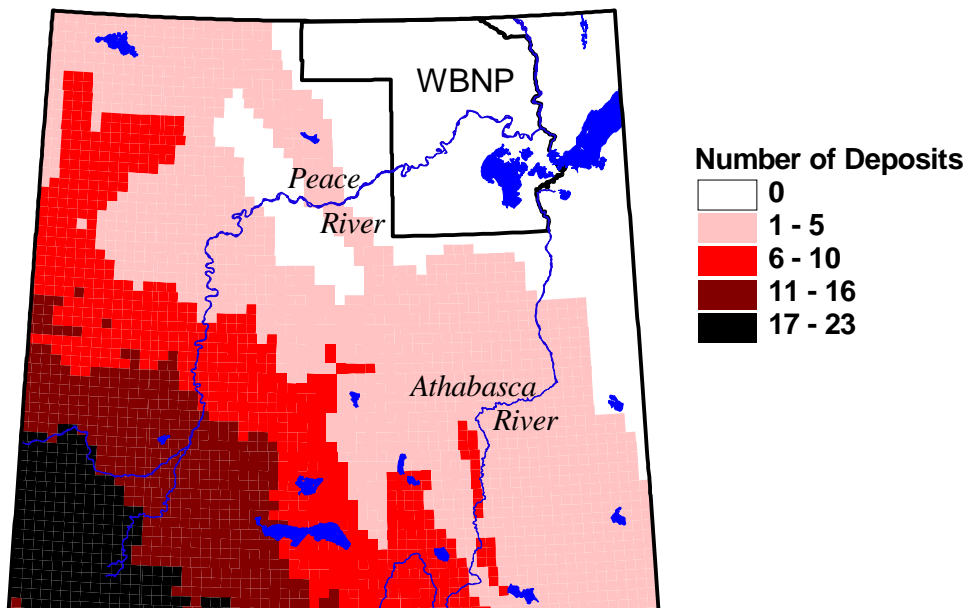 WBNP
Peace
River
Athabasca
River
Number of Deposits
0
1 - 5
6 - 10
11 - 16
17 - 23